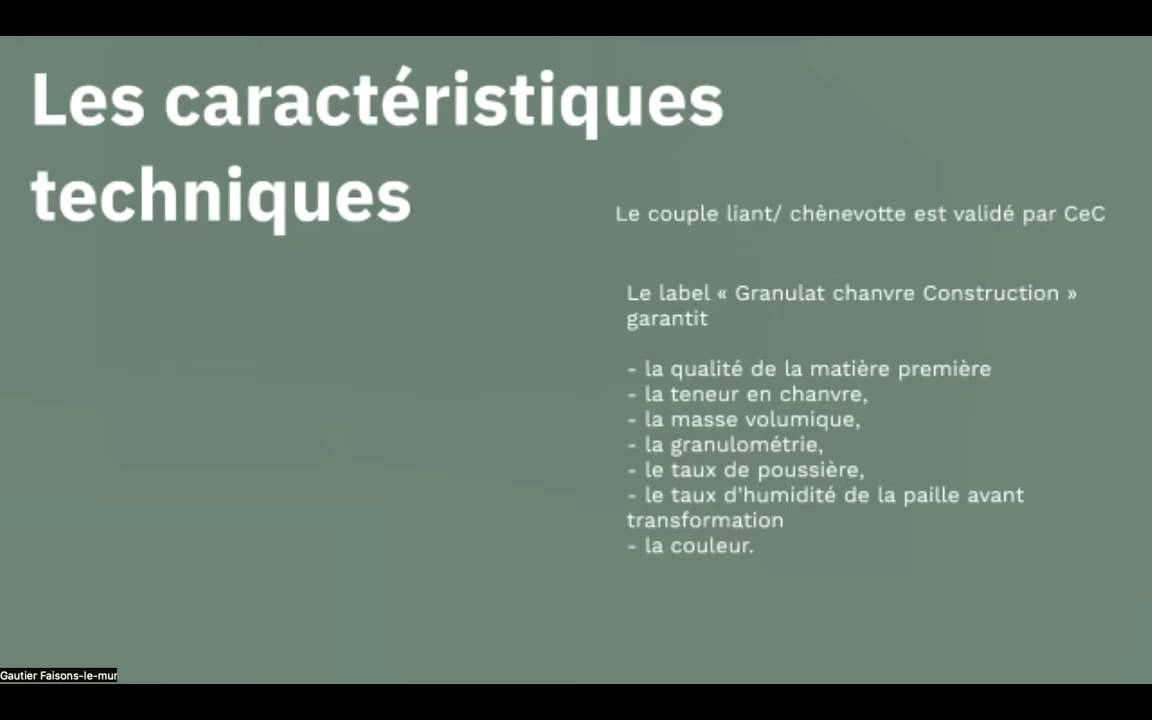 Les caractéristiques
techniques
Le couple liant/ chènevotte est validé par CeC
Le label « Granulat chanvre Construction »
garantit
- la qualité de la matière première
- la teneur en chanvre,
- la masse volumique,
- la granulométrie,
- le taux de poussière,
- le taux d'humidité de la paille avant
transformation
- la couleur.
Gautier Faisons-le-mur